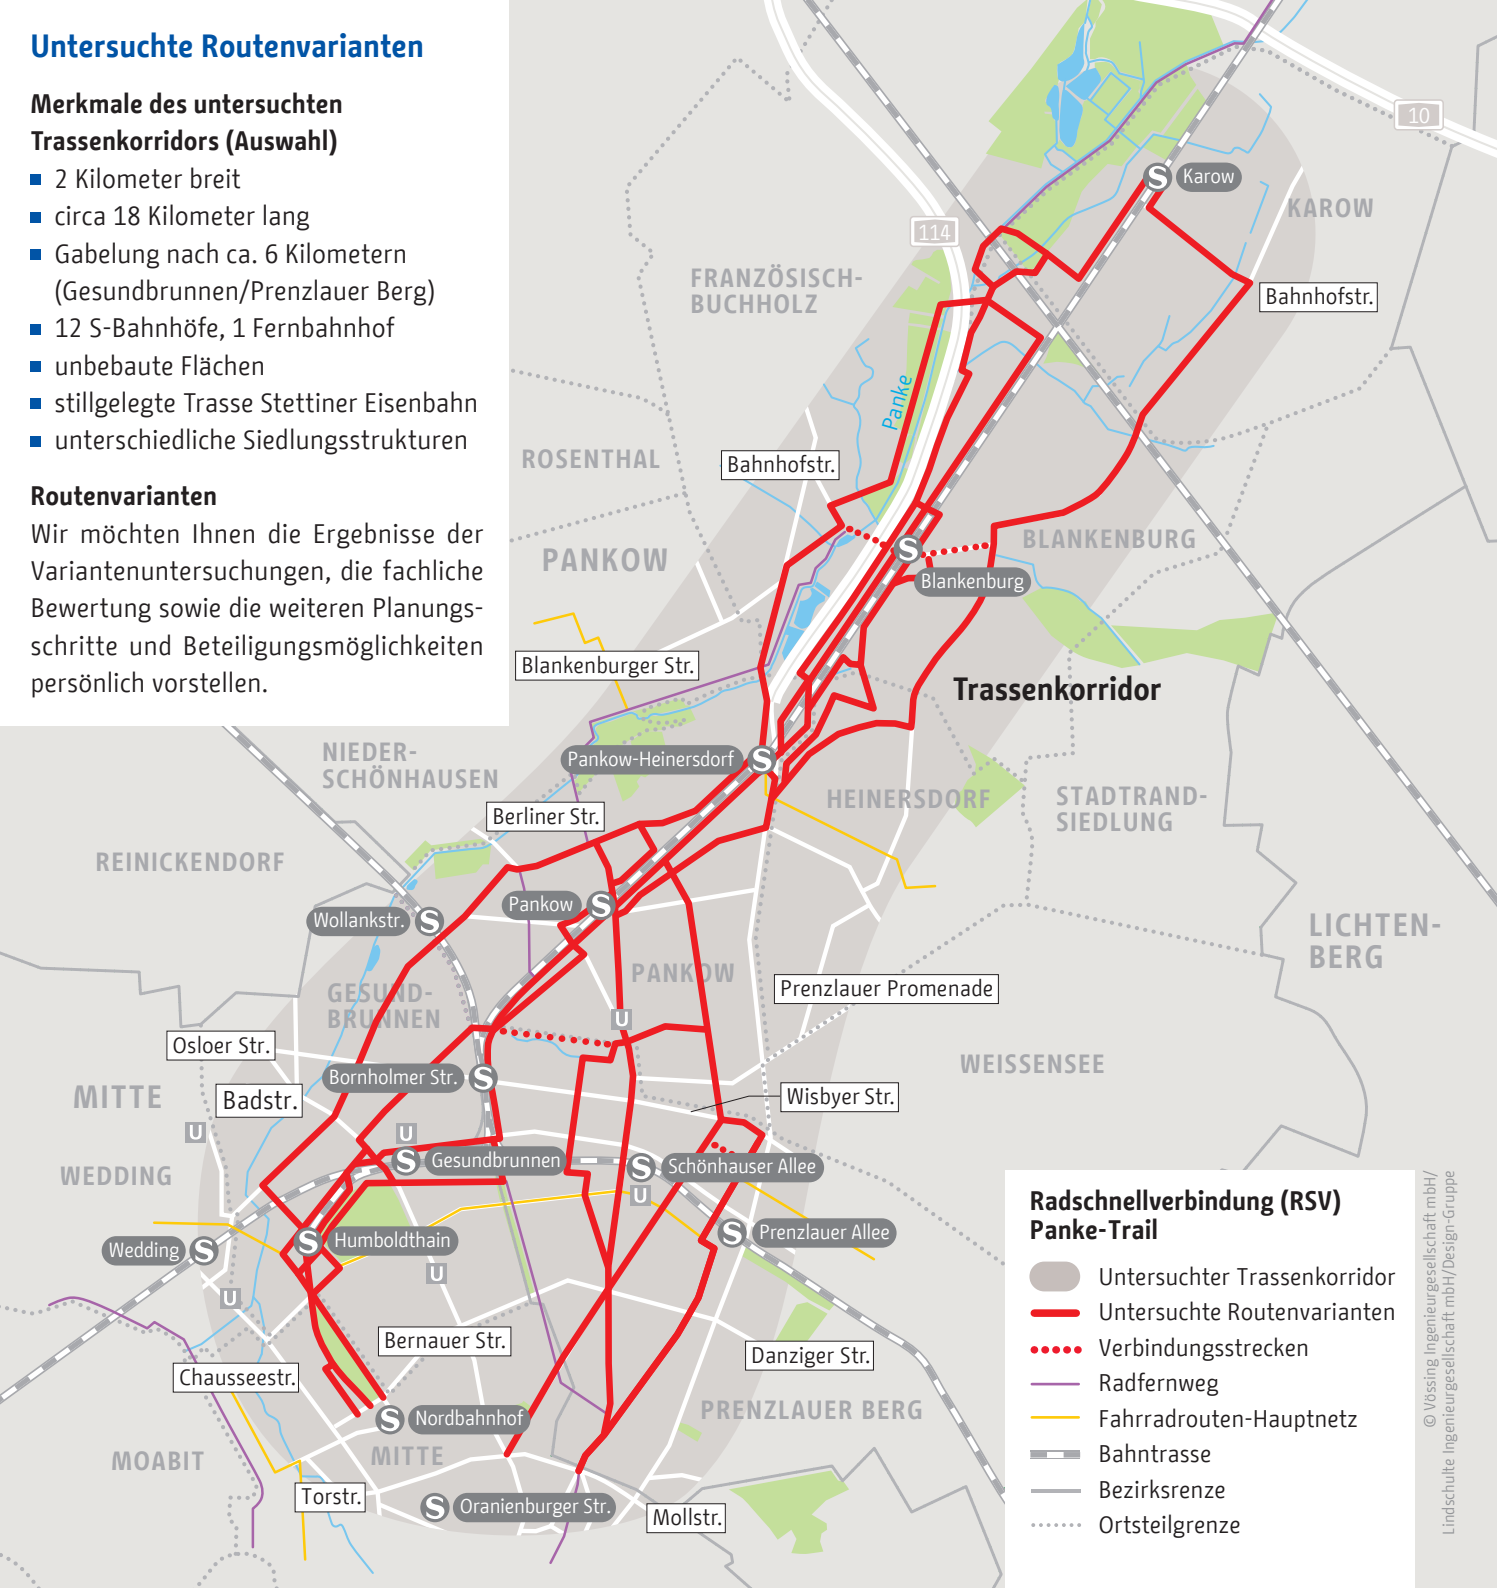 Untersuchte Routenvarianten
Merkmale des untersuchten
Trassenkorridors (Auswahl)
2 Kilometer breit
circa 18 Kilometer lang
Gabelung nach ca. 6 Kilometern
(Gesundbrunnen/Prenzlauer Berg)
12 S-Bahnhöfe, 1 Fernbahnhof
unbebaute Flächen
stillgelegte Trasse Stettiner Eisenbahn
unterschiedliche Siedlungsstrukturen
Routenvarianten
Wir möchten Ihnen die Ergebnisse der
Variantenuntersuchungen, die fachliche
Bewertung sowie die weiteren Planungs-
schritte und Beteiligungsmöglichkeiten
persönlich vorstellen.
10
S Karow
KAROW
114
FRANZÖSISCH-
BUCHHOLZ
Bahnhofstr.
Panke
ROSENTHAL
Bahnhofstr.
PANKOW
BLANKENBURG
S
Blankenburg
Blankenburger Str.
Trassenkorridor
NIEDER-
SCHÖNHAUSEN
Pankow-Heinersdorf S
HEINERSDORF
STADTRAND-
SIEDLUNG
Berliner Str.
REINICKENDORF
Pankow S
Wollankstr. S
LICHTEN-
BERG
PANKOW
GESUND-
BRUNNEN
Prenzlauer Promenade
U
Osloer Str.
WEISSENSEE
Bornholmer Str. S
MITTE
Badstr.
Wisbyer Str.
U
U
S Gesundbrunnen
S Schönhauser Allee
WEDDING
U
Wedding S
S Humboldthain
S Prenzlauer Allee
U
U
Bernauer Str.
Danziger Str.
Chausseestr.
S Nordbahnhof
PRENZLAUER BERG
MITTE
MOABIT
Torstr.
S Oranienburger Str.
Mollstr.
Radschnellverbindung (RSV)
Panke-Trail
Untersuchter Trassenkorridor
Untersuchte Routenvarianten
Verbindungsstrecken
Radfernweg
Fahrradrouten-Hauptnetz
Bahntrasse
Bezirksrenze
Ortsteilgrenze
© Vössing Ingenieurgesellschaft mbH/
Lindschulte Ingenieurgesellschaft mbH/Design-Gruppe